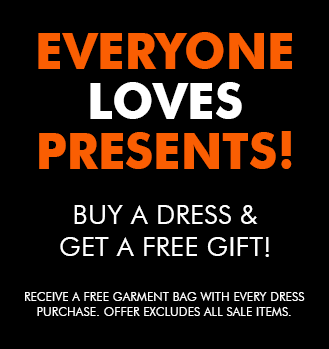 EVERYONE
LOVES
PRESENTS!
BUY A DRESS &
GET A FREE GIFT!
RECEIVE A FREE GARMENT BAG WITH EVERY DRESS
PURCHASE. OFFER EXCLUDES ALL SALE ITEMS.